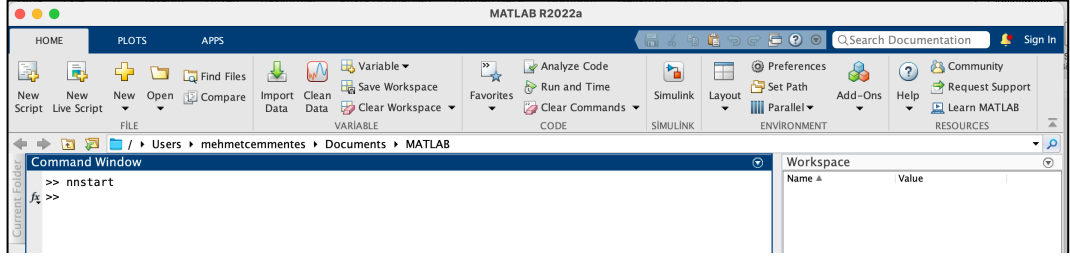 MATLAB R2022a
HOME PLOTS APPS Search Documentation Sign In
New Script
New Live Script
New
Open
Find Files
Compare
FİLE
Import Data
Clean Data
Variable
Save Workspace
Clear Workspace
VARİABLE
Favorites
Analyze Code
Run and Time
Clear Commands
CODE
Simulink
SİMULİNK
Layout
Preferences
Set Path
Parallel
Add-Ons
ENVİRONMENT
Help
Community
Request Support
Learn MATLAB
RESOURCES
/ Users mehmetcemmentes Documents MATLAB
Current Folder
Command Window
>> nnstart
fx >>
Workspace
Name Value